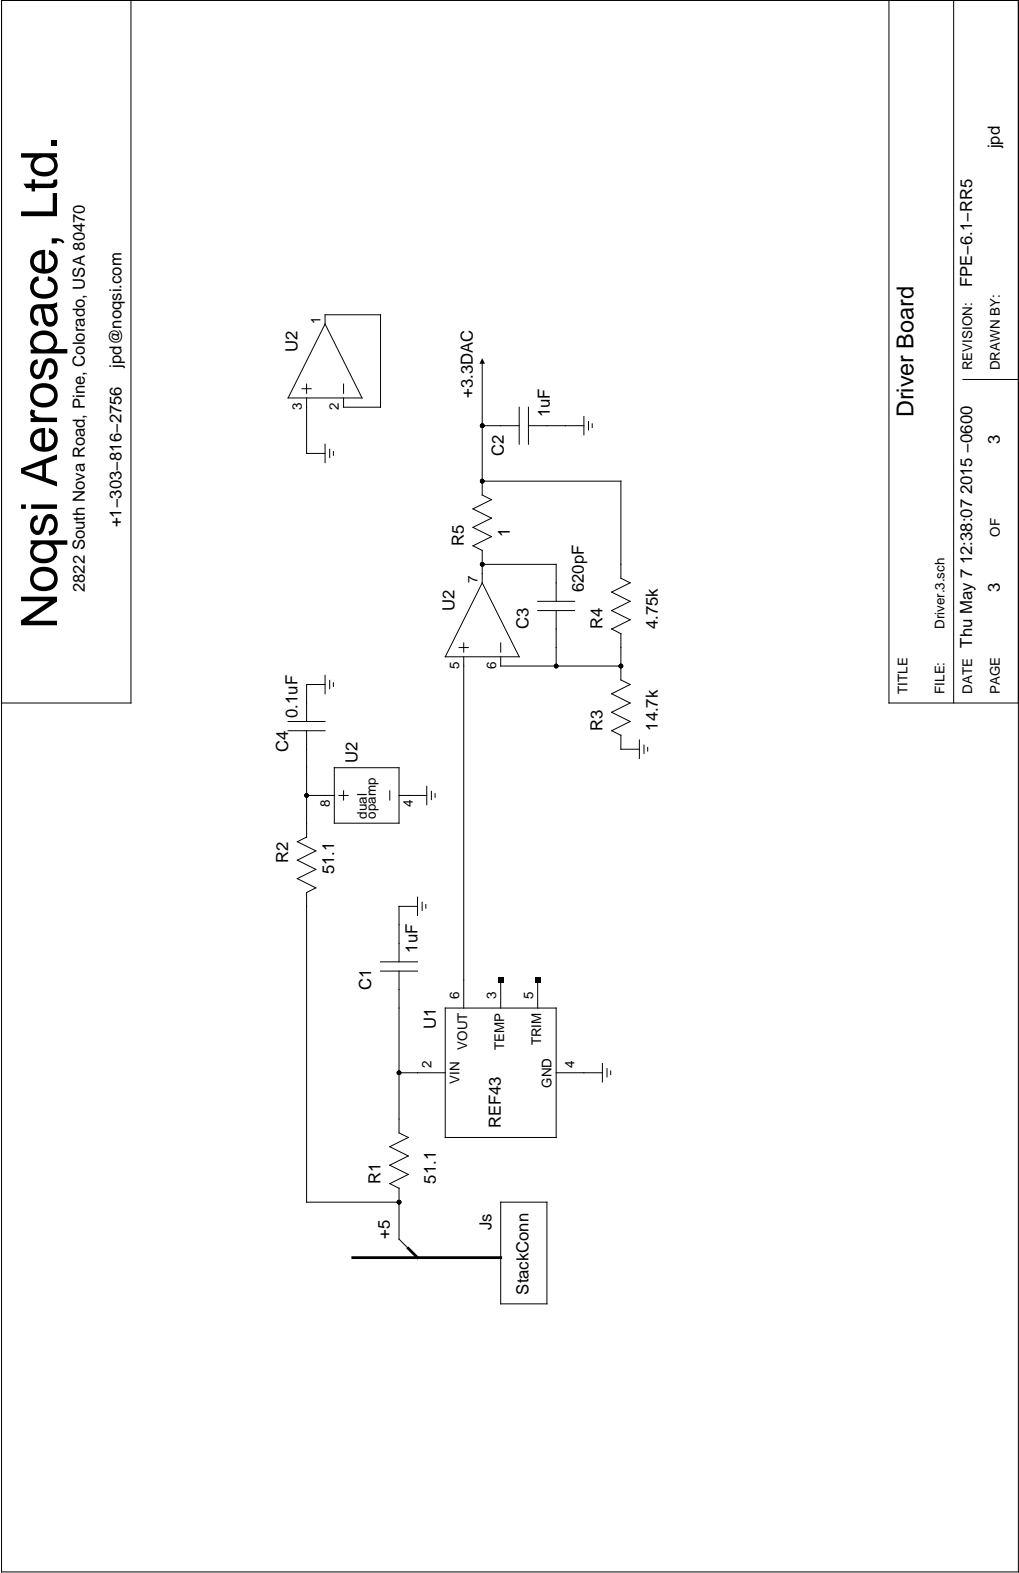 Noqsi Aerospace, Ltd.
2822 South Nova Road, Pine, Colorado, USA 80470
+1−303−816−2756 jpd@noqsi.com
U2
3
+
2
−
1
R2
51.1
C4
0.1uF
U2
8
+
dual
opamp
−
4
+5
R1
51.1
C1
1uF
Js
StackConn
U1
REF43
2
VIN
VOUT
6
TEMP
3
TRIM
5
GND
4
U2
5
+
6
−
7
R5
1
+3.3DAC
C2
1uF
C3
620pF
R4
4.75k
R3
14.7k
TITLE
Driver Board
FILE: Driver.3.sch
DATE Thu May 7 12:38:07 2015 −0600
REVISION: FPE−6.1−RR5
PAGE 3 OF 3
DRAWN BY: jpd